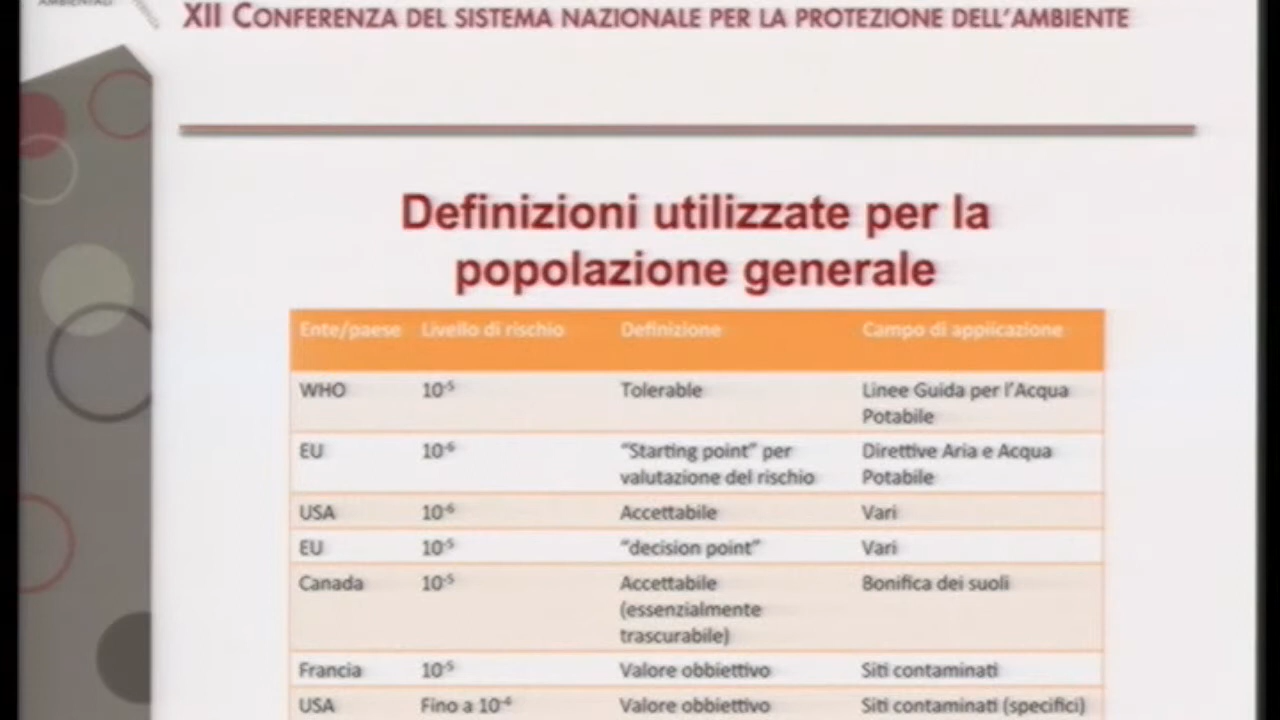 AMBIENTALI
XII CONFERENZA DEL SISTEMA NAZIONALE PER LA PROTEZIONE DELL'AMBIENTE
Definizioni utilizzate per la
popolazione generale
Ente/paese Livello di rischio Definizione Campo di applicazione
WHO 10⁻⁵ Tolerable Linee Guida per l'Acqua
Potabile
EU 10⁻⁶ "Starting point" per Direttive Aria e Acqua
valutazione del rischio Potabile
USA 10⁻⁶ Accettabile Vari
EU 10⁻⁵ "decision point" Vari
Canada 10⁻⁵ Accettabile Bonifica dei suoli
(essenzialmente
trascurabile)
Francia 10⁻⁵ Valore obbiettivo Siti contaminati
USA Fino a 10⁻⁴ Valore obbiettivo Siti contaminati (specifici)